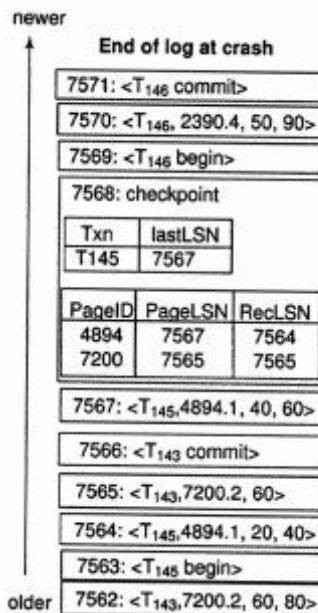 newer
End of log at crash
7571: <T146 commit>
7570: <T146, 2390.4, 50, 90>
7569: <T146 begin>
7568: checkpoint
Txn lastLSN
T145 7567
PageID PageLSN RecLSN
4894 7567 7564
7200 7565 7565
7567: <T145,4894.1, 40, 60>
7566: <T143 commit>
7565: <T143,7200.2, 60>
7564: <T145,4894.1, 20, 40>
7563: <T145 begin>
older
7562: <T143,7200.2, 60, 80>